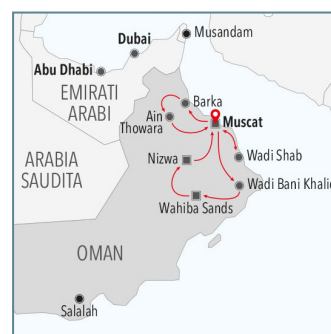 Musandam
Dubai
Abu Dhabi
EMIRATI
ARABI
Barka
Ain
Thowara
Muscat
ARABIA
SAUDITA
Nizwa
Wadi Shab
Wadi Bani Khalid
Wahiba Sands
OMAN
Salalah